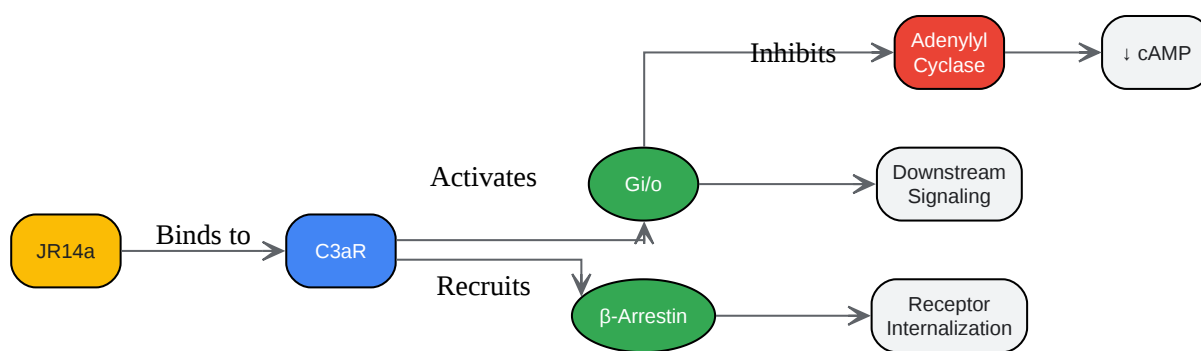 JR14a
Binds to
C3aR
Activates
Recruits
Gi/o
β-Arrestin
Inhibits
Adenylyl
Cyclase
↓ cAMP
Downstream
Signaling
Receptor
Internalization